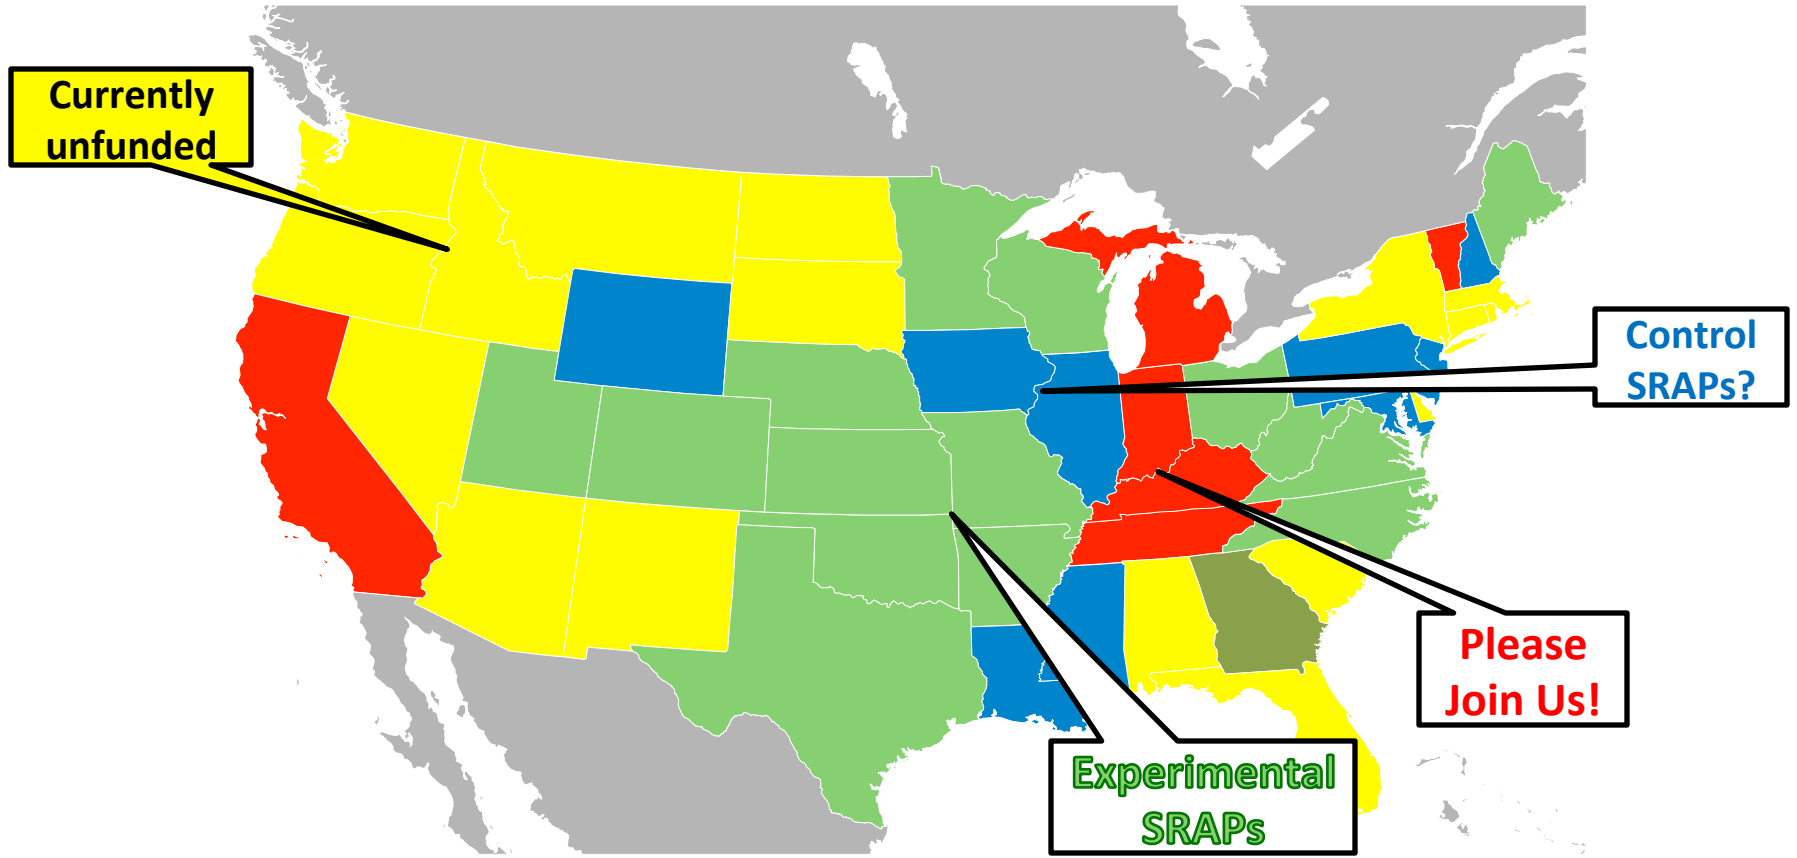 Currently
unfunded
Control
SRAPs?
Please
Join Us!
Experimental
SRAPs